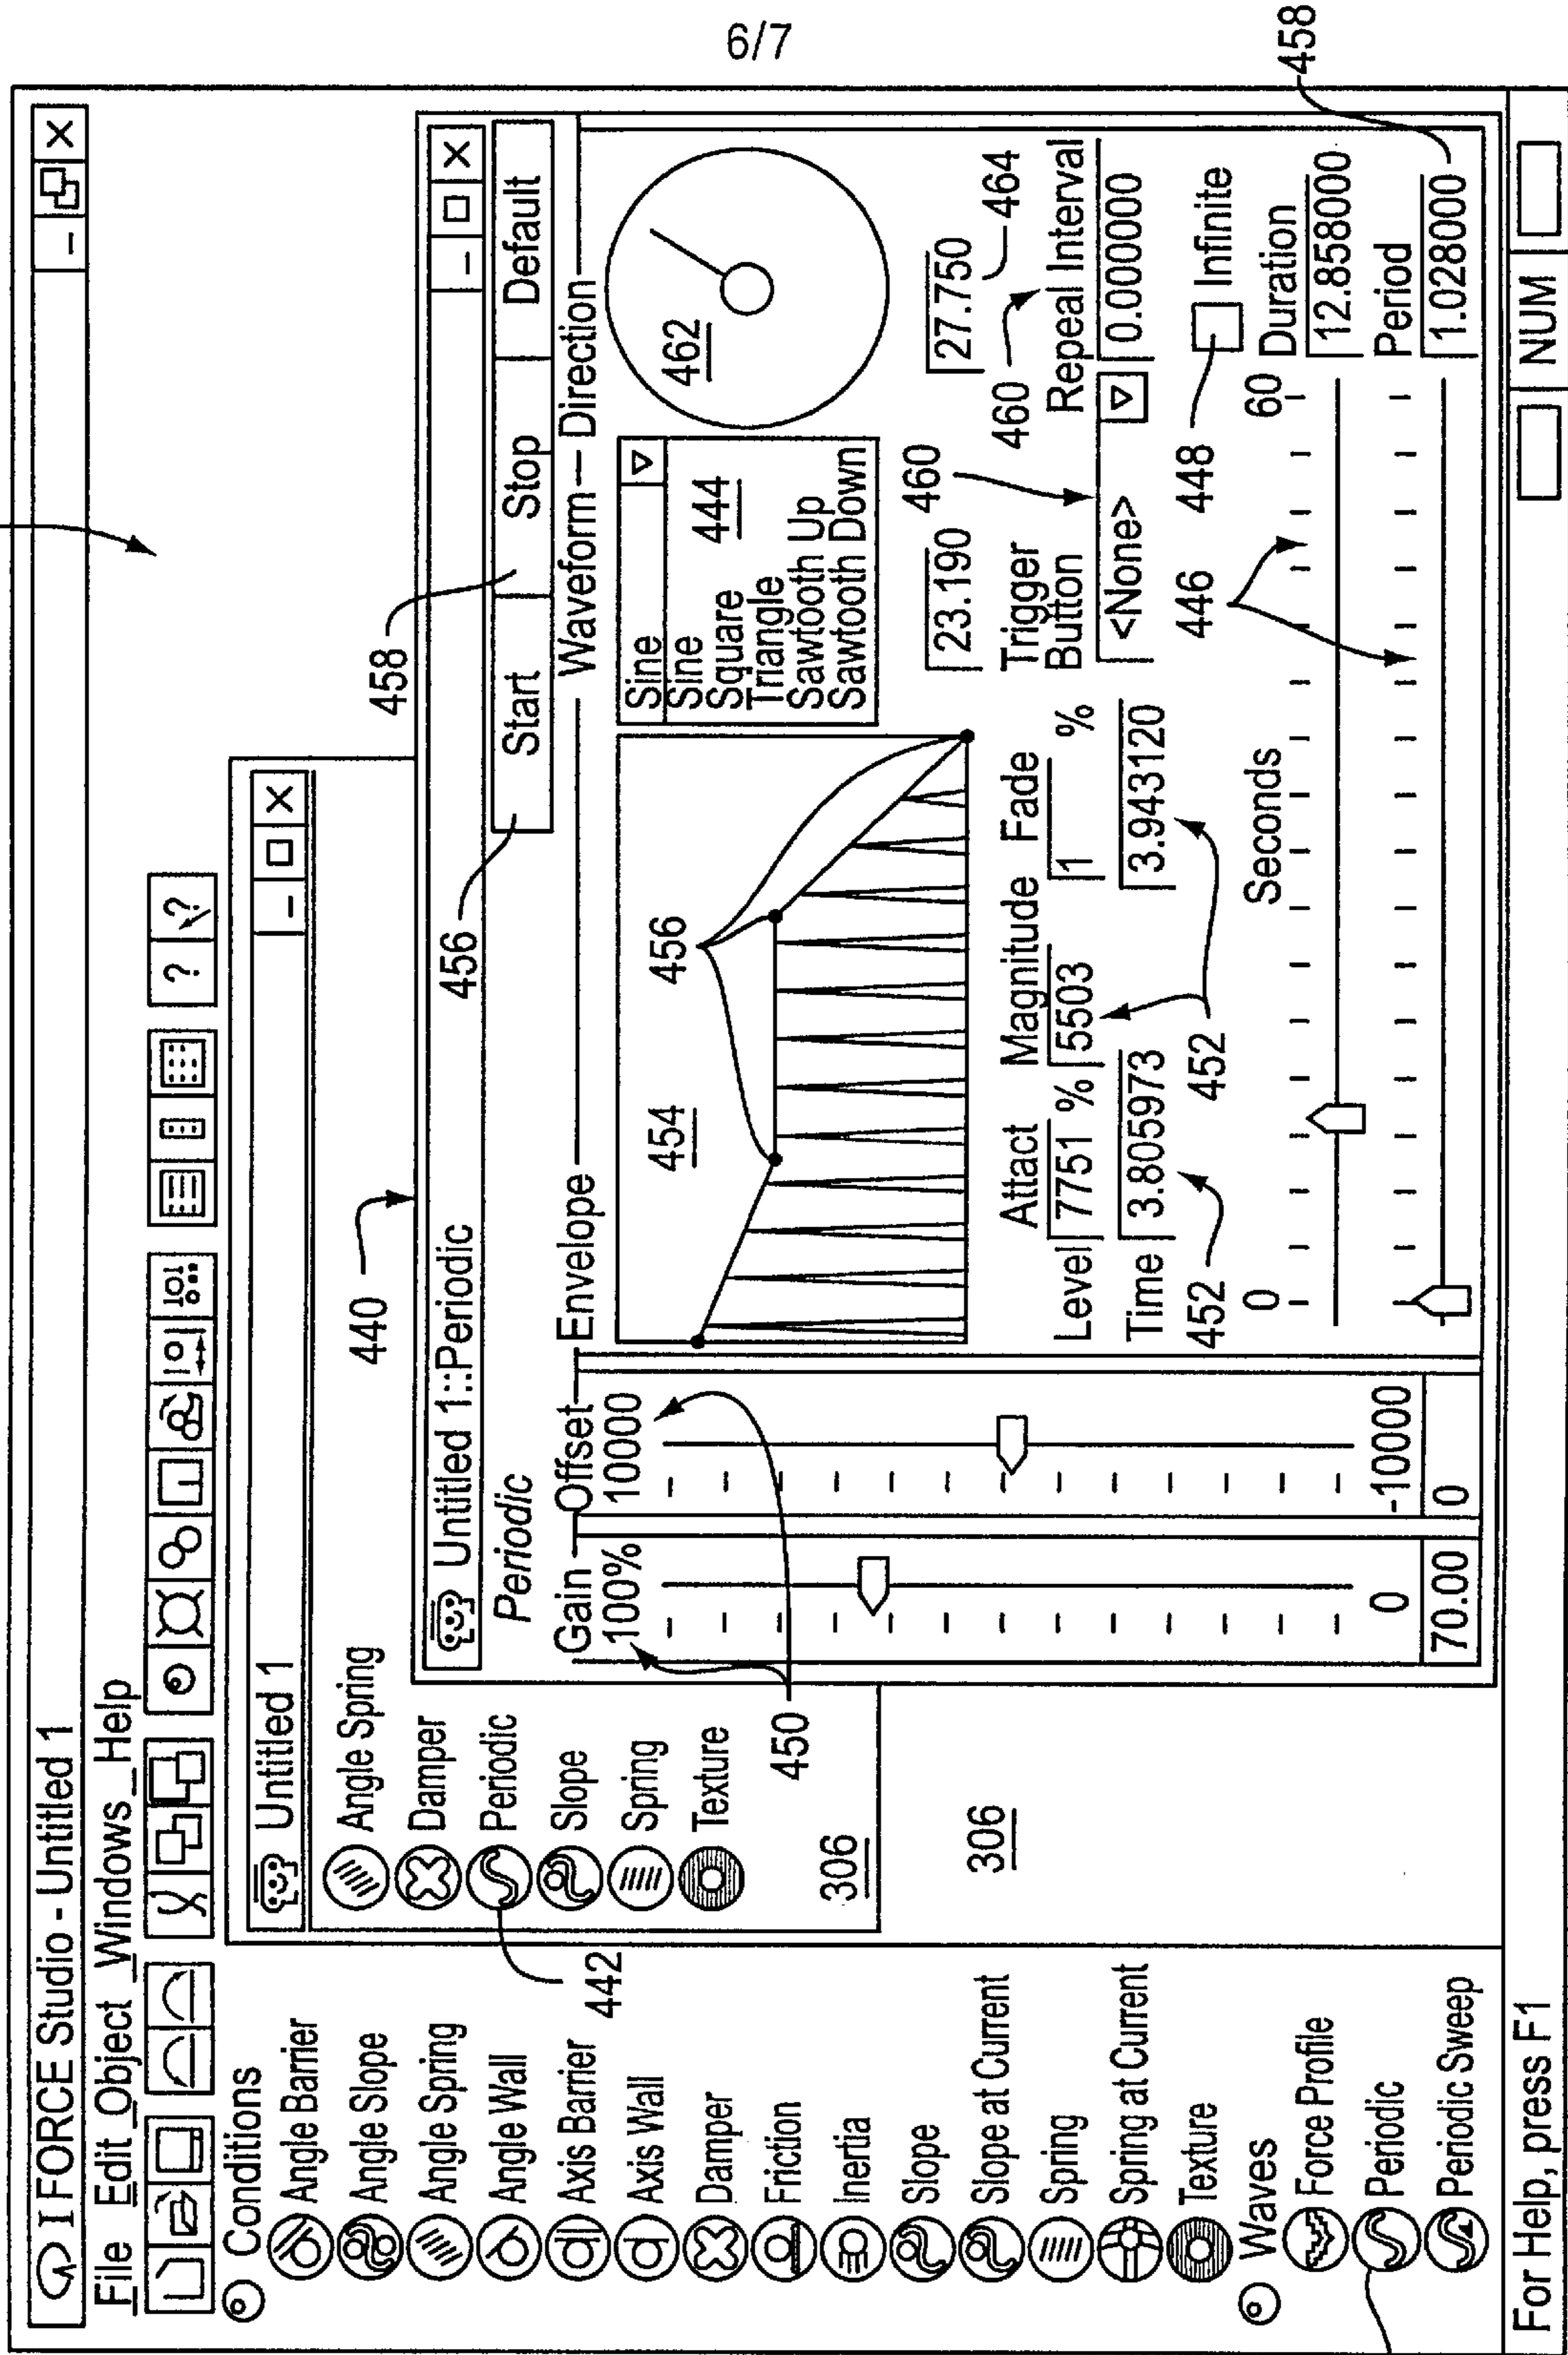 6/7
I FORCE Studio - Untitled 1
File Edit Object Windows Help
? ?
Conditions
Angle Barrier
Angle Slope
Angle Spring
Angle Wall
Axis Barrier
Axis Wall
Damper
Friction
Inertia
Slope
Slope at Current
Spring
Spring at Current
Texture
Waves
Force Profile
Periodic
Periodic Sweep
Untitled 1
Angle Spring
Damper
Periodic
Slope
Spring
Texture
442
306
306
440
450
458
456
Untitled 1::Periodic
Periodic
Start Stop Default
Gain Offset Envelope Waveform Direction
100% 10000
0 -10000
70.00 0
454
456
Sine
Sine
Square
Triangle
Sawtooth Up
Sawtooth Down
444
462
Attact Magnitude Fade
Level 7751 % 5503 1 %
Time 3.805973 3.943120
452
452
23.190
27.750
464
460
460
Trigger
Button
<None>
Repeal Interval
0.000000
446
448
Infinite
0 Seconds 60
Duration
12.858000
Period
1.028000
458
For Help, press F1
NUM